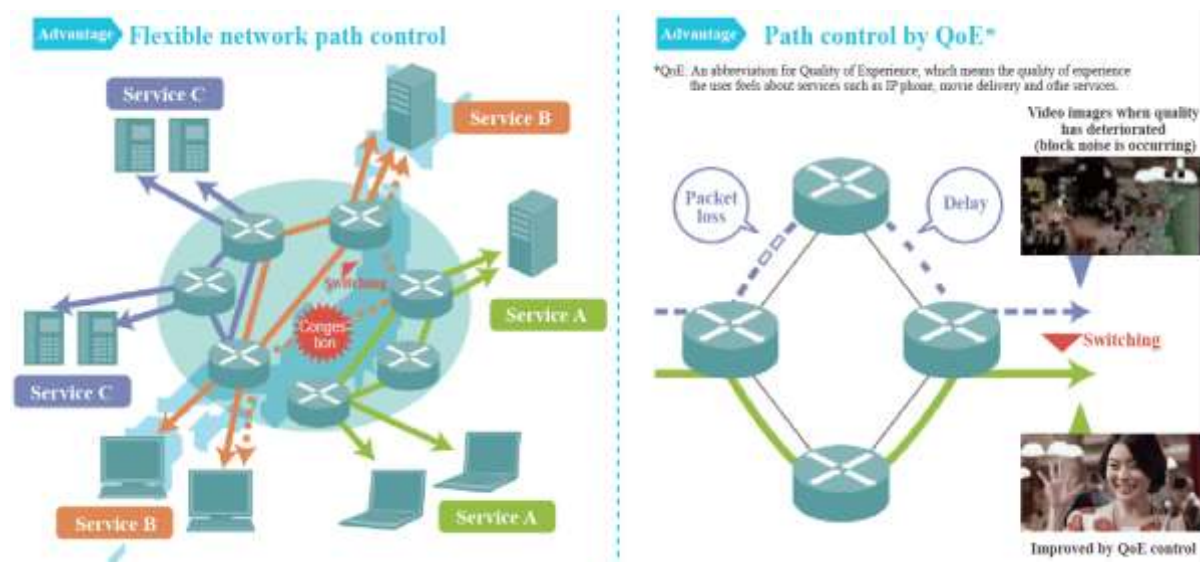 Advantage Flexible network path control
Service C
Service B
Switching
Conges-
tion
Service A
Service C
Service B
Service A
Advantage Path control by QoE*
*QoE: An abbreviation for Quality of Experience, which means the quality of experience
the user feels about services such as IP phone, movie delivery and othe services.
Video images when quality
has deteriorated
(block noise is occurring)
Packet
loss
Delay
Switching
Improved by QoE control